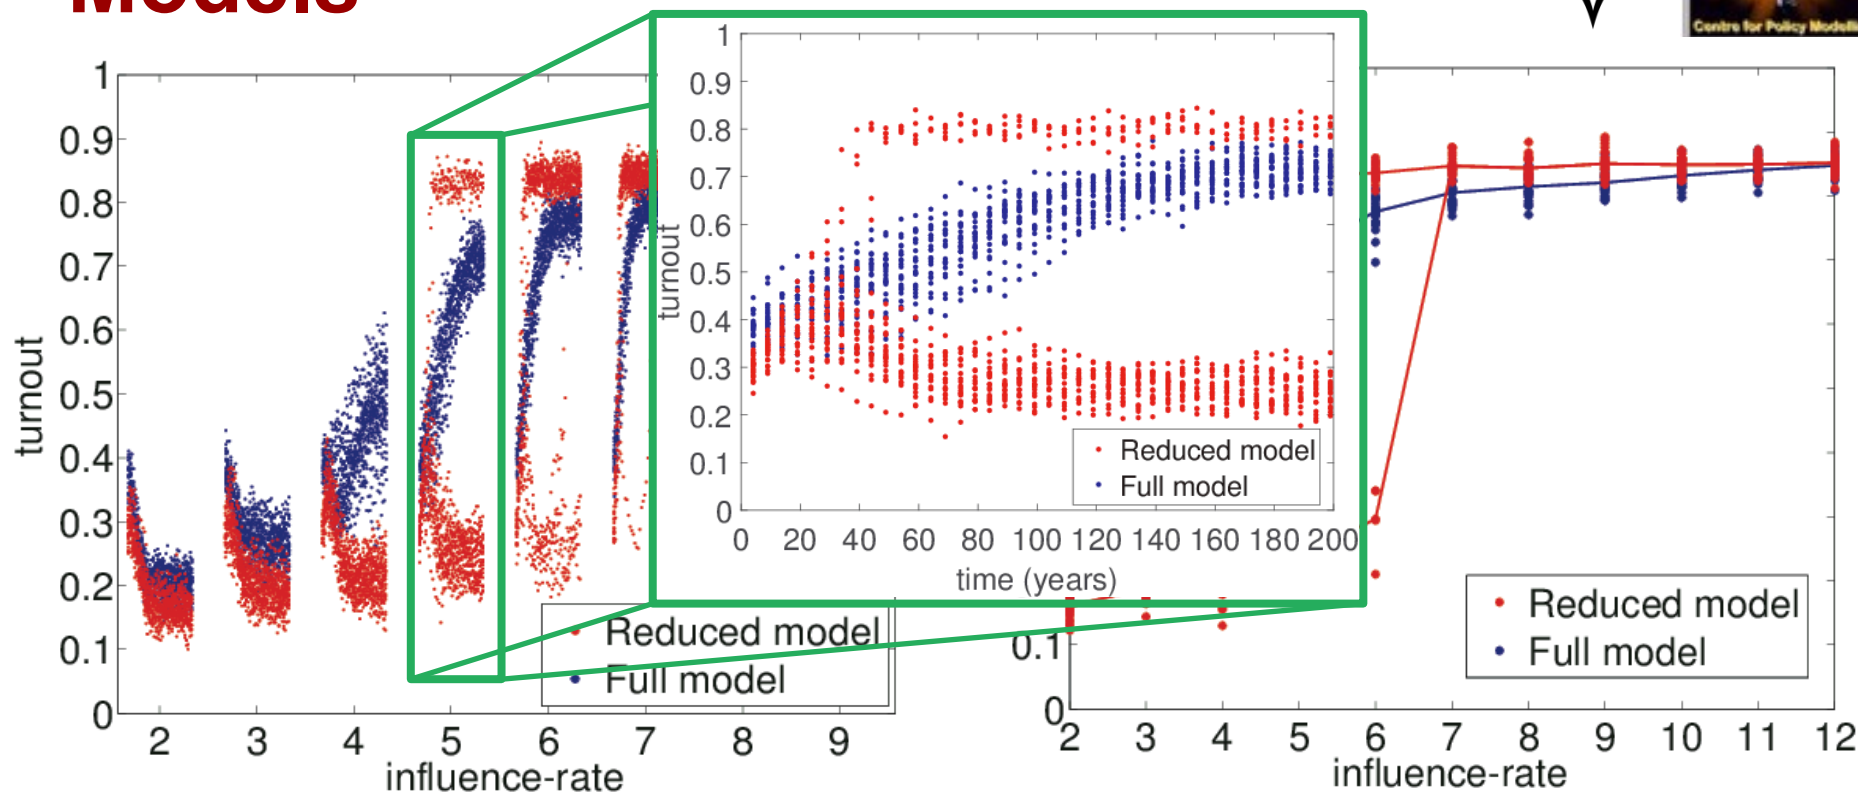 Models
Centre for Policy Modelli
1
0.9
0.8
0.7
0.6
0.5
0.4
0.3
0.2
0.1
0
turnout
2 3 4 5 6 7 8 9
influence-rate
Reduced model
Full model
1
0.9
0.8
0.7
0.6
0.5
0.4
0.3
0.2
0.1
0
turnout
0 20 40 60 80 100 120 140 160 180 200
time (years)
Reduced model
Full model
0.1
0
2 3 4 5 6 7 8 9 10 11 12
influence-rate
Reduced model
Full model